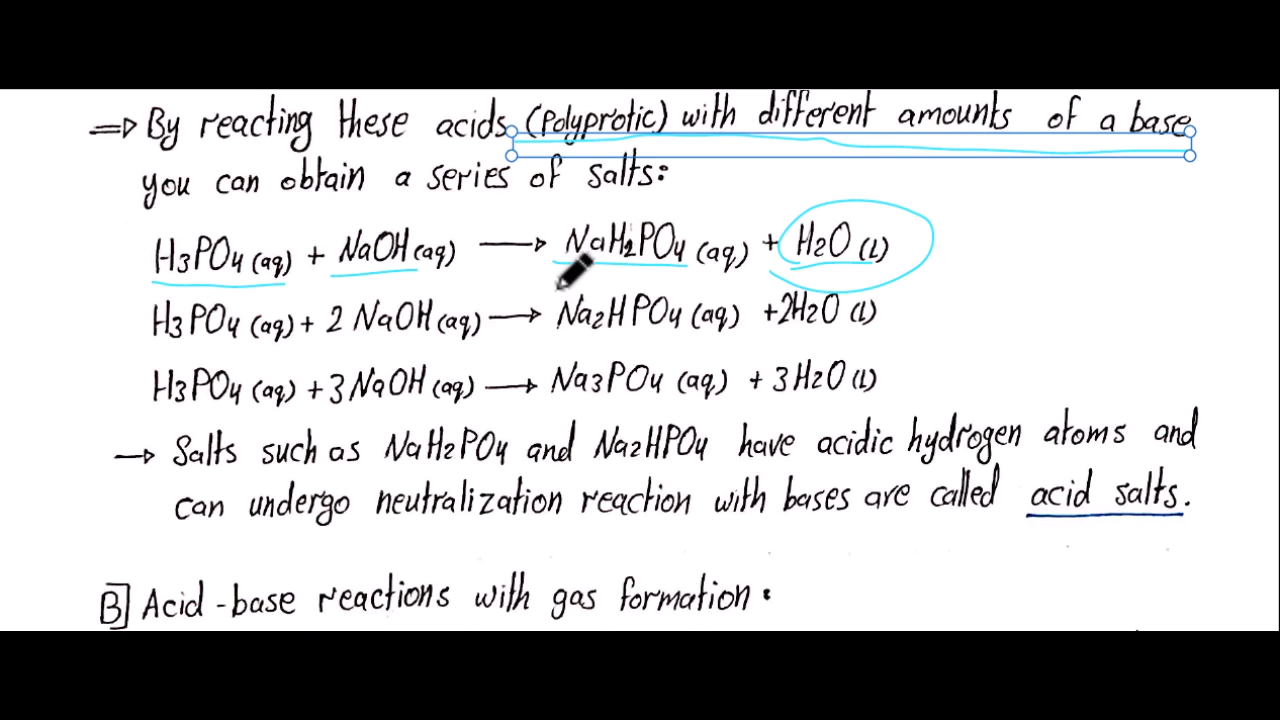 ⇒ By reacting these acids (Polyprotic) with different amounts of a base
you can obtain a series of salts:
H3PO4 (aq) + NaOH (aq) → NaH2PO4 (aq) + H2O (l)
H3PO4 (aq) + 2 NaOH (aq) → Na2HPO4 (aq) + 2H2O (l)
H3PO4 (aq) + 3 NaOH (aq) → Na3PO4 (aq) + 3 H2O (l)
→ Salts such as NaH2PO4 and Na2HPO4 have acidic hydrogen atoms and
can undergo neutralization reaction with bases are called acid salts.
B] Acid-base reactions with gas formation: